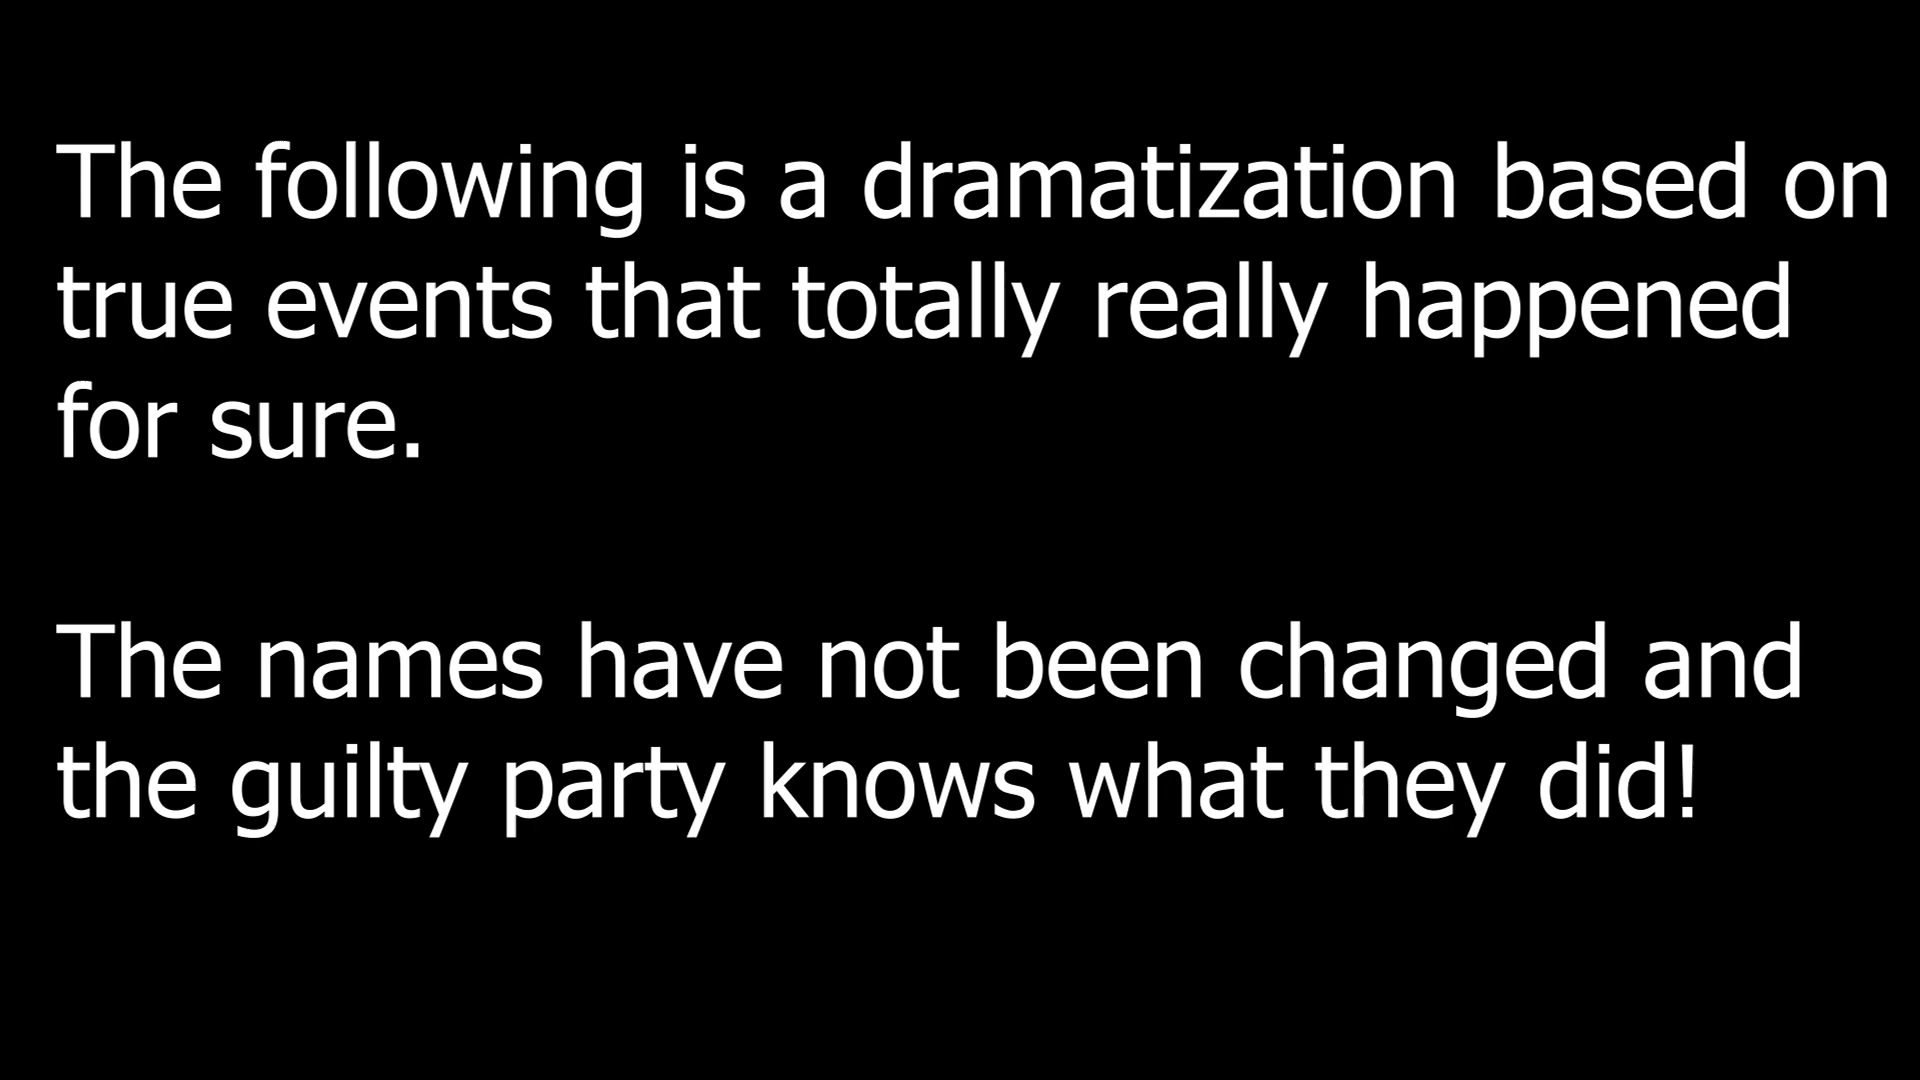 The following is a dramatization based on
true events that totally really happened
for sure.
The names have not been changed and
the guilty party knows what they did!